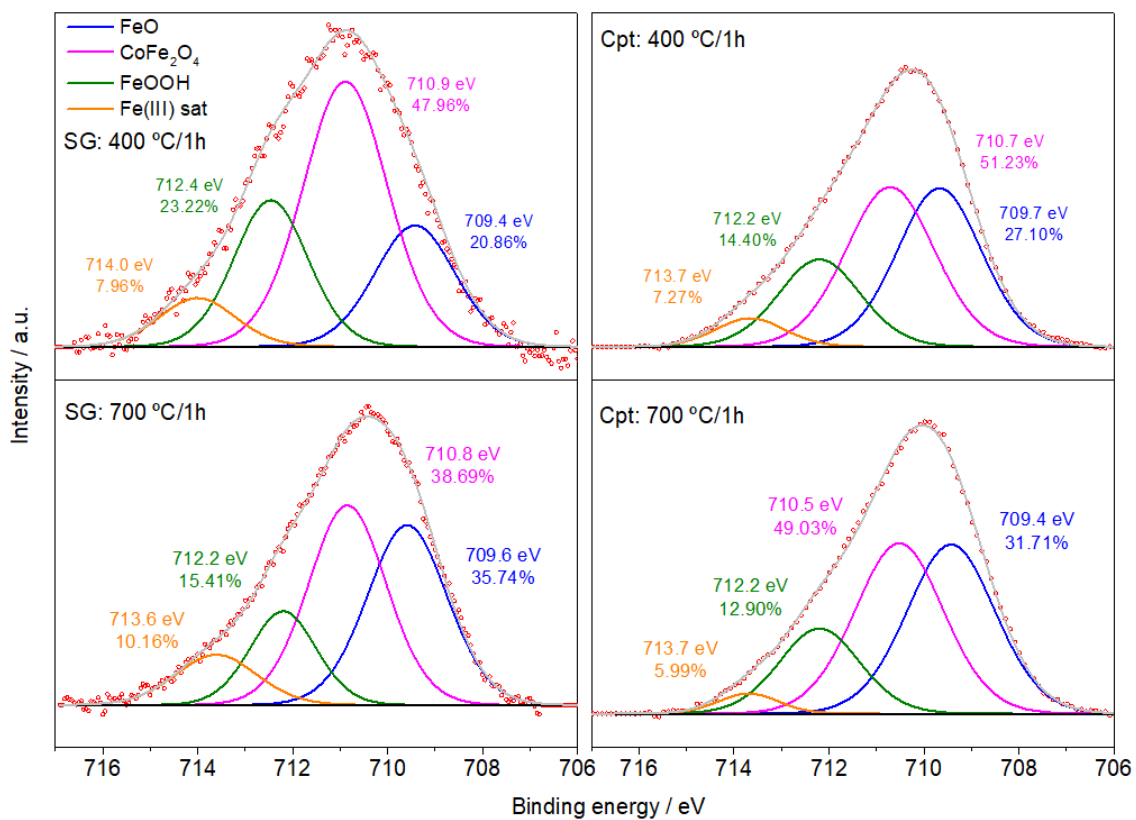 FeO
CoFe₂O₄
FeOOH
Fe(III) sat
SG: 400 ºC/1h
710.9 eV
47.96%
712.4 eV
23.22%
709.4 eV
20.86%
714.0 eV
7.96%
Cpt: 400 ºC/1h
710.7 eV
51.23%
712.2 eV
14.40%
709.7 eV
27.10%
713.7 eV
7.27%
SG: 700 ºC/1h
710.8 eV
38.69%
712.2 eV
15.41%
709.6 eV
35.74%
713.6 eV
10.16%
Cpt: 700 ºC/1h
710.5 eV
49.03%
709.4 eV
31.71%
712.2 eV
12.90%
713.7 eV
5.99%
Intensity / a.u.
716 714 712 710 708 706
716 714 712 710 708 706
Binding energy / eV